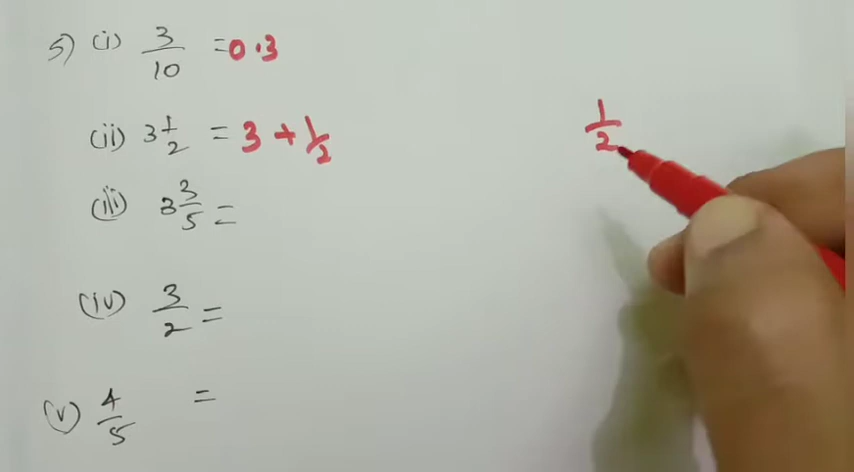 5) (i) 3/10 = 0.3
(ii) 3 1/2 = 3 + 1/2
1/2
(iii) 3 3/5 =
(iv) 3/2 =
(v) 4/5 =